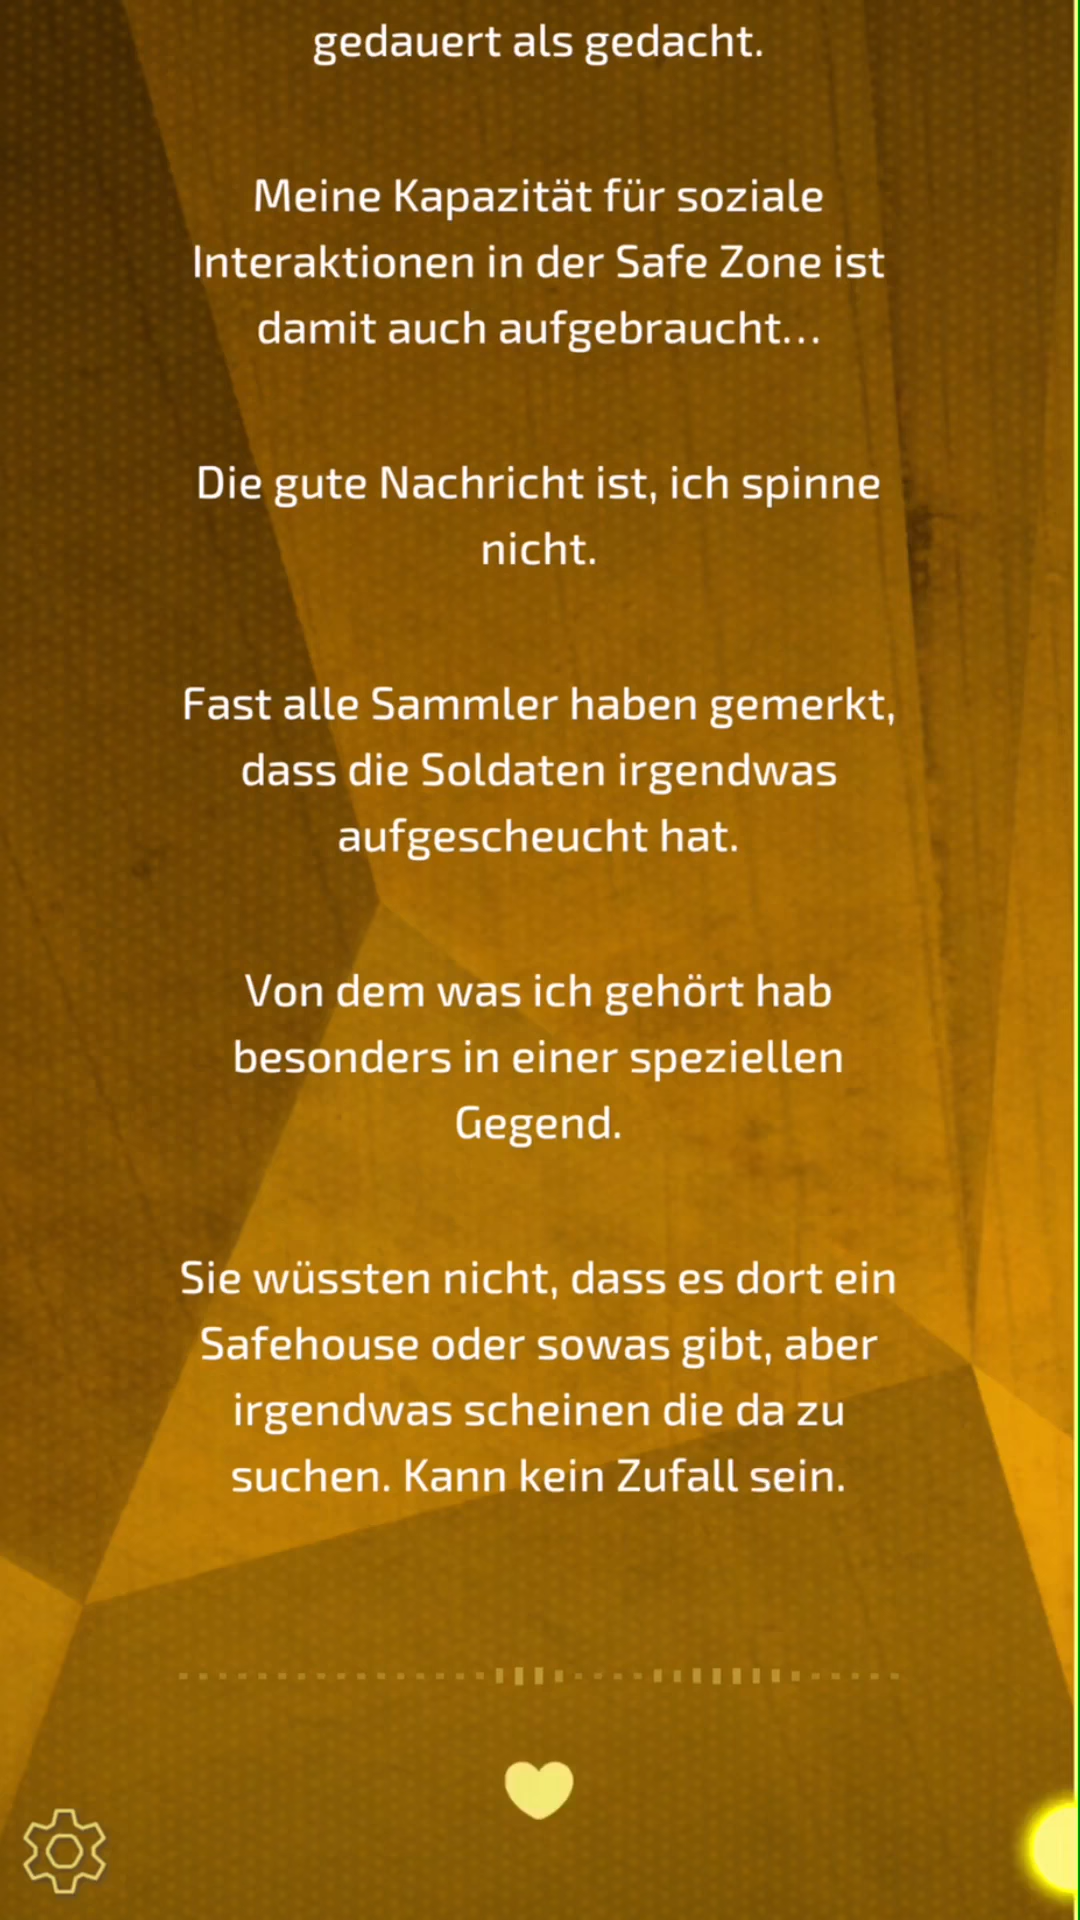 gedauert als gedacht.
Meine Kapazität für soziale
Interaktionen in der Safe Zone ist
damit auch aufgebraucht...
Die gute Nachricht ist, ich spinne
nicht.
Fast alle Sammler haben gemerkt,
dass die Soldaten irgendwas
aufgescheucht hat.
Von dem was ich gehört hab
besonders in einer speziellen
Gegend.
Sie wüssten nicht, dass es dort ein
Safehouse oder sowas gibt, aber
irgendwas scheinen die da zu
suchen. Kann kein Zufall sein.